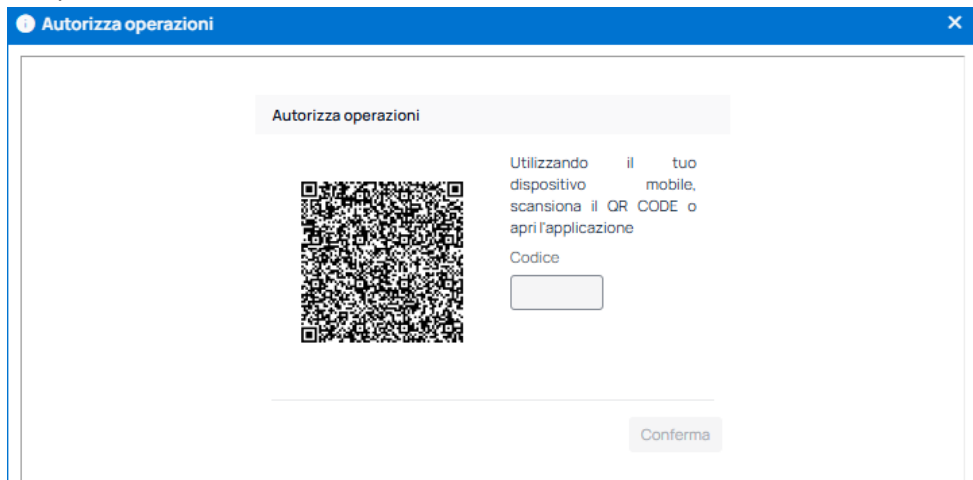 Autorizza operazioni
Autorizza operazioni
Utilizzando il tuo
dispositivo mobile,
scansiona il QR CODE o
apri l'applicazione
Codice
Conferma